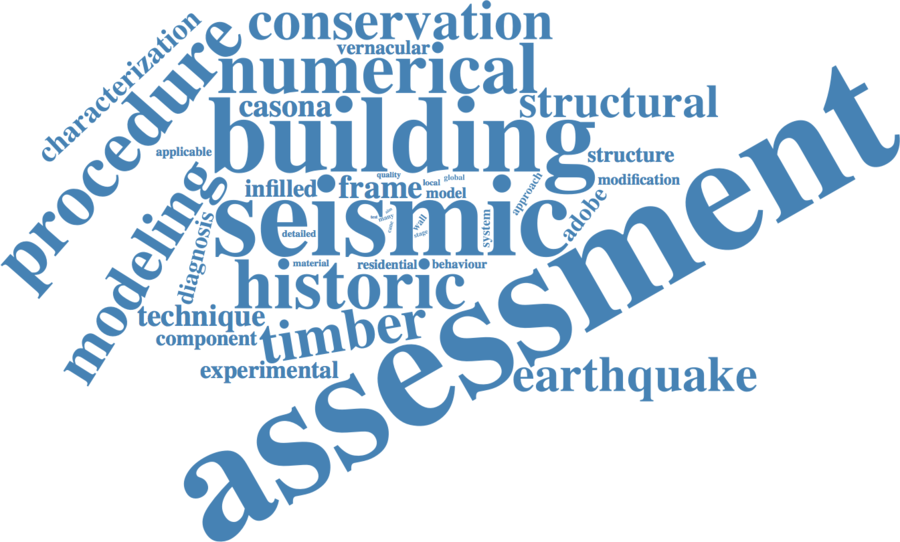 conservation
characterization
vernacular
procedure
numerical
casona
structural
building
applicable
structure
quality
global
local
modification
infilled
frame
model
approach
modeling
seismic
many
wall
stage
system
adobe
diagnosis
detailed
material
residential
behaviour
historic
technique
timber
component
assessment
experimental
earthquake